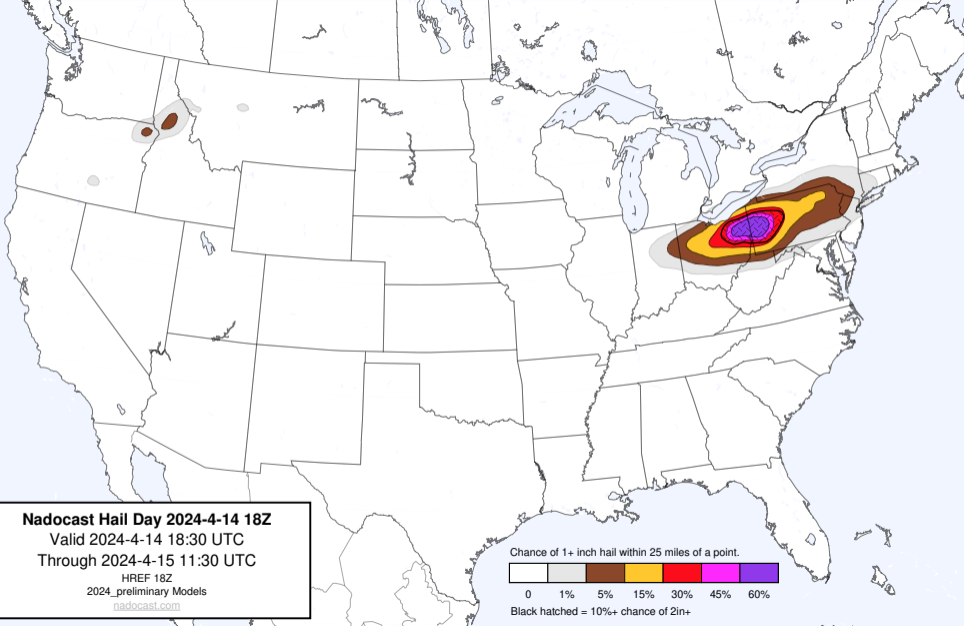 Nadocast Hail Day 2024-4-14 18Z
Valid 2024-4-14 18:30 UTC
Through 2024-4-15 11:30 UTC
HREF 18Z
2024_preliminary Models
nadocast.com
Chance of 1+ inch hail within 25 miles of a point.
0 1% 5% 15% 30% 45% 60%
Black hatched = 10%+ chance of 2in+